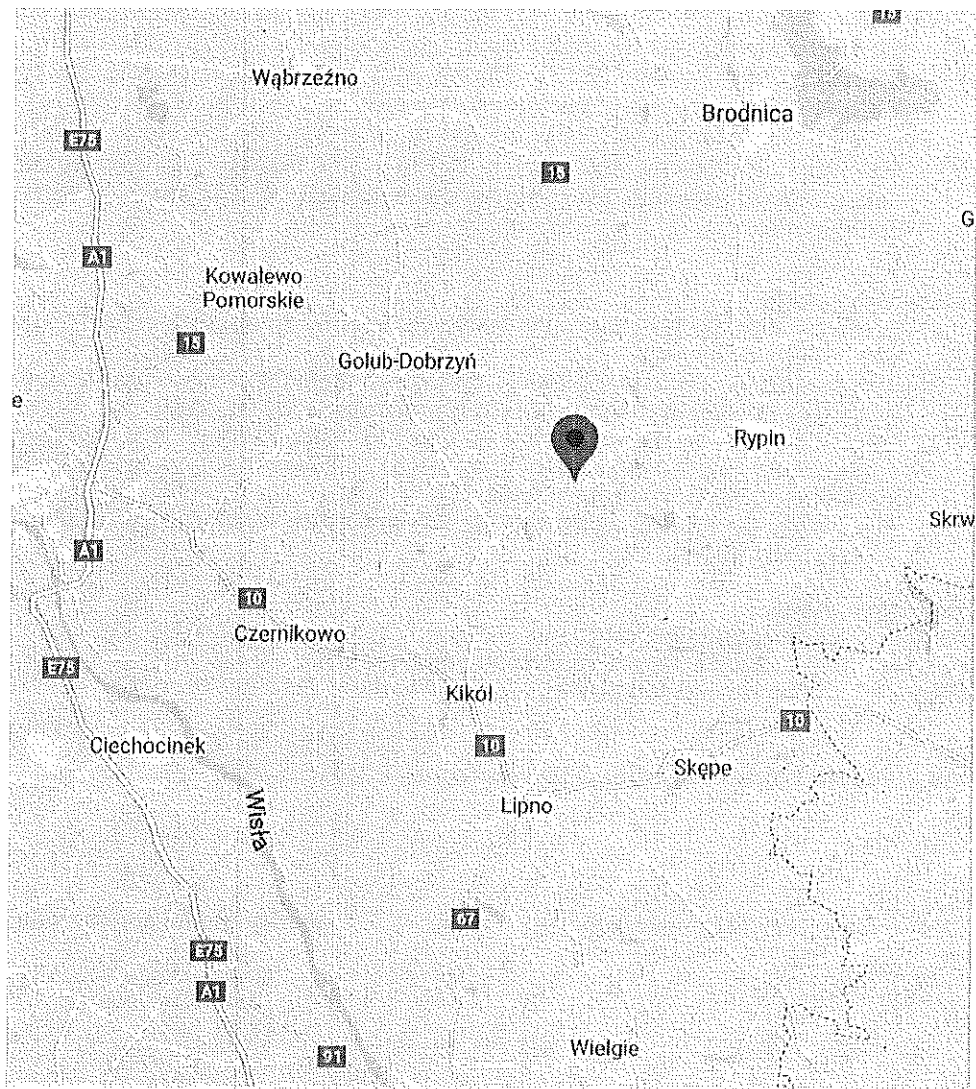 15
Wąbrzeźno
Brodnica
E75
15
G
A1
Kowalewo
Pomorskie
15
Golub-Dobrzyń
e
Rypin
Skrw
A1
10
Czernikowo
E75
Kikół
10
10
Ciechocinek
Skępe
Lipno
Wisła
67
E75
A1
91
Wielgie